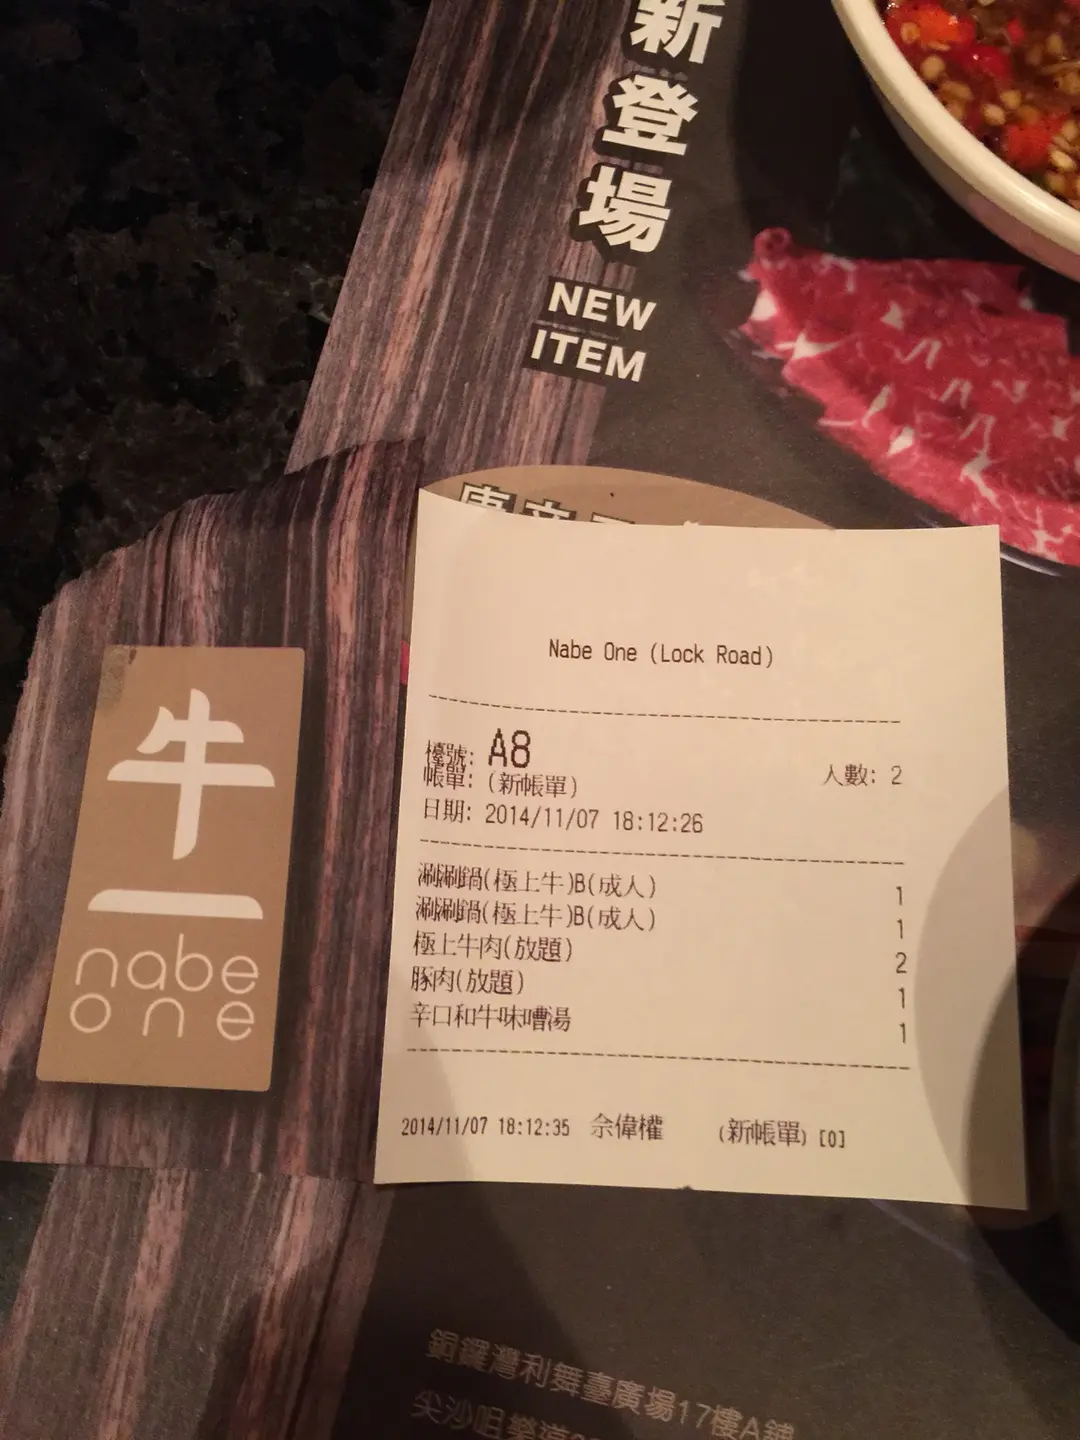 新登場
NEW
ITEM
Nabe One (Lock Road)
檯號: A8
人數: 2
帳單: (新帳單)
日期: 2014/11/07 18:12:26
涮涮鍋(極上牛)B(成人) 1
涮涮鍋(極上牛)B(成人) 1
極上牛肉(放題) 2
豚肉(放題) 1
辛口和牛味噌湯 1
2014/11/07 18:12:35 佘偉權 (新帳單) [0]
牛一
nabe
one
銅鑼灣利舞臺廣場17樓A舖
尖沙咀樂道